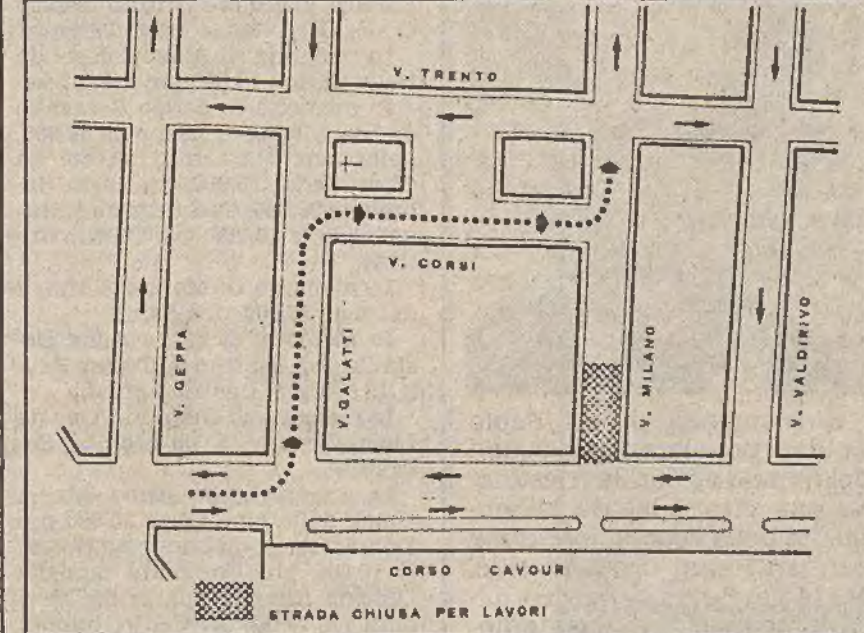 V. TRENTO
V. CORSI
V. GEPPA
V. GALATTI
V. MILANO
V. VALDIRIVO
CORSO CAVOUR
STRADA CHIUSA PER LAVORI